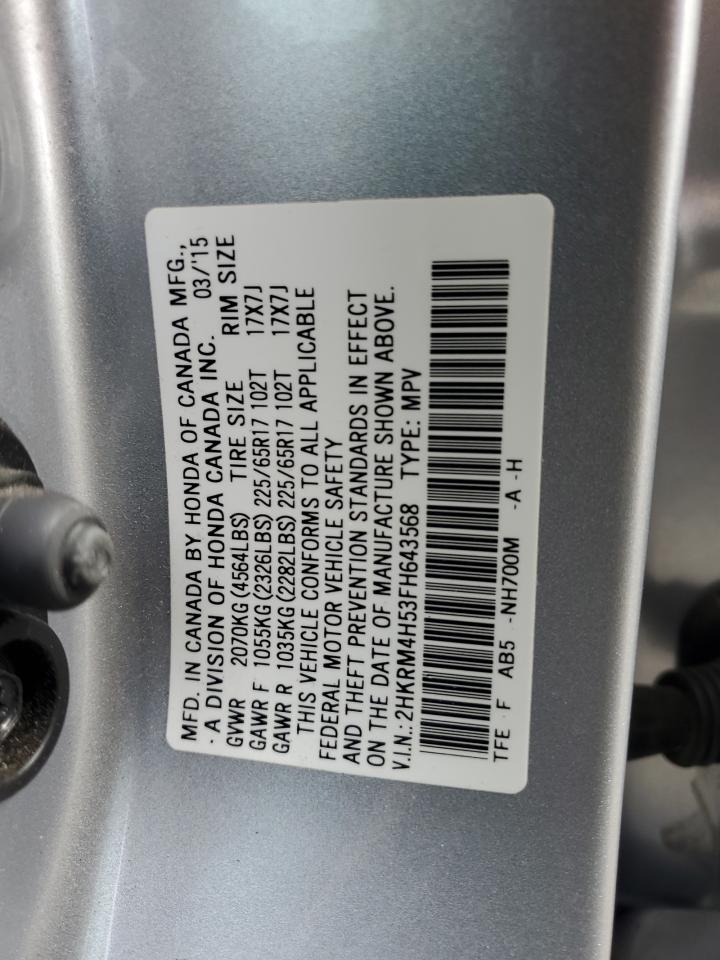 MFD. IN CANADA BY HONDA OF CANADA MFG.,
- A DIVISION OF HONDA CANADA INC. 03/'15
GVWR 2070KG (4564LBS) TIRE SIZE RIM SIZE
GAWR F 1055KG (2326LBS) 225/65R17 102T 17X7J
GAWR R 1035KG (2282LBS) 225/65R17 102T 17X7J
THIS VEHICLE CONFORMS TO ALL APPLICABLE
FEDERAL MOTOR VEHICLE SAFETY
AND THEFT PREVENTION STANDARDS IN EFFECT
ON THE DATE OF MANUFACTURE SHOWN ABOVE.
V.I.N.: 2HKRM4H53FH643568 TYPE: MPV
TFE - F AB5 -NH700M -A -H